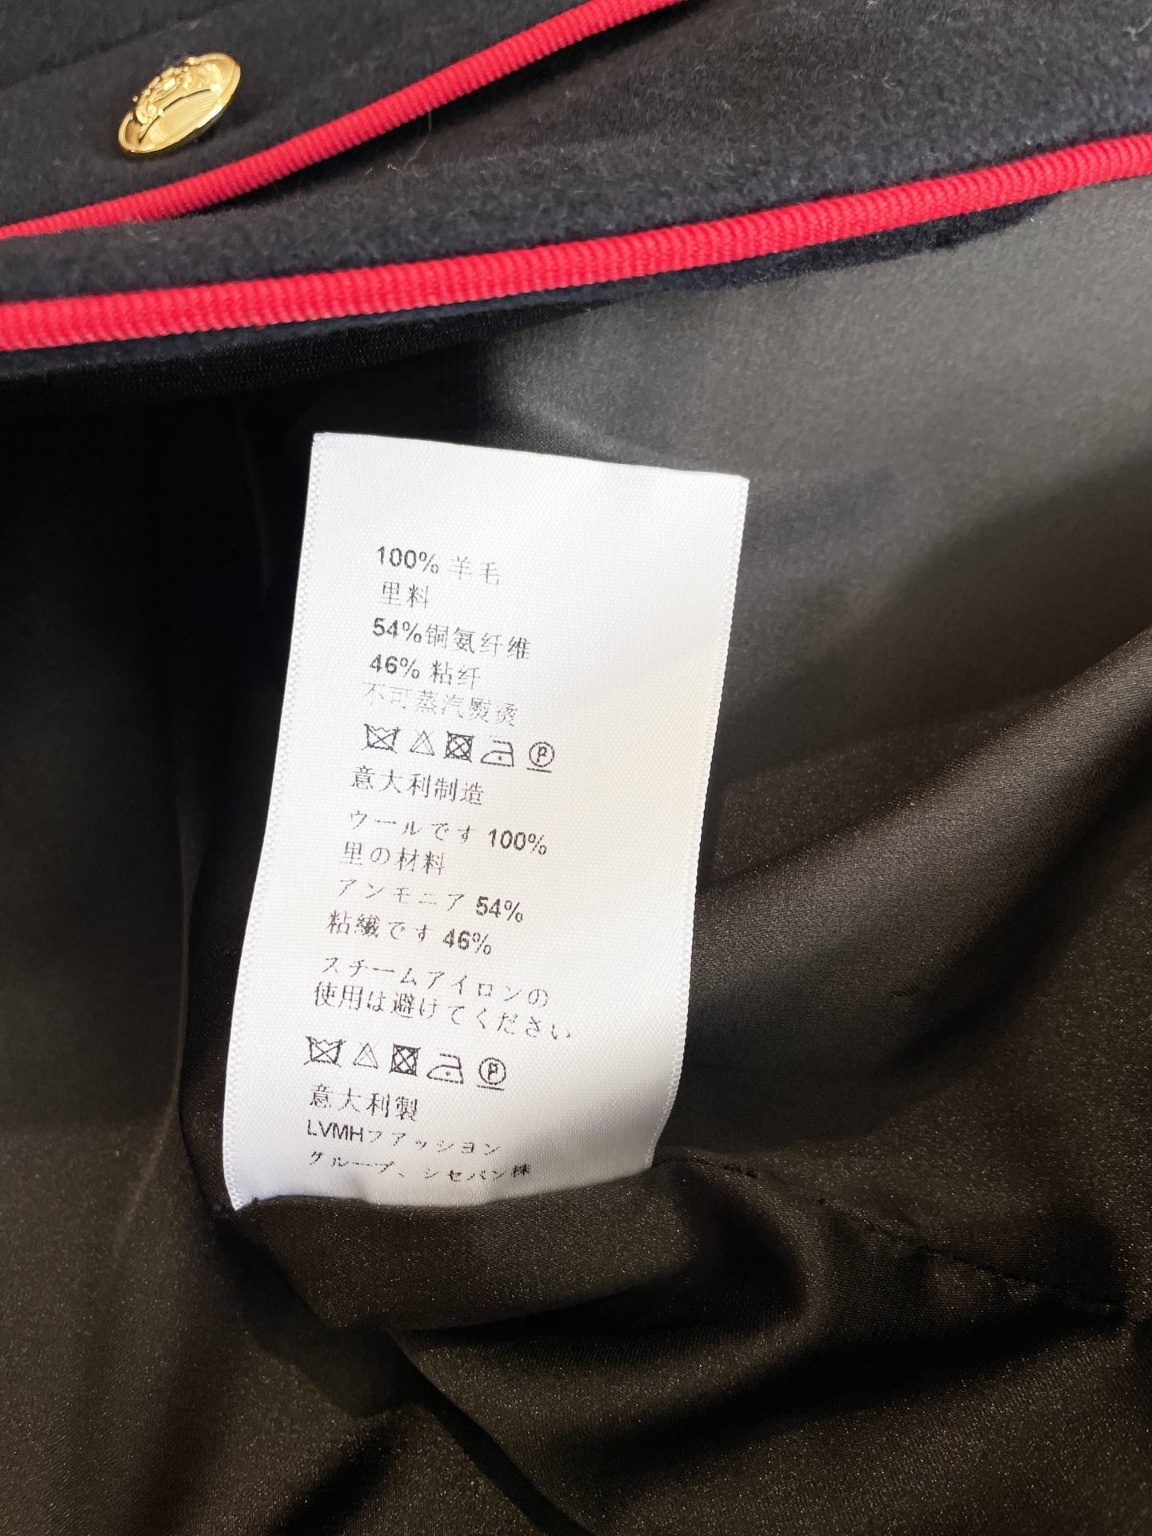 100% 羊毛
里料
54%铜氨纤维
46% 粘纤
不可蒸汽熨烫
意大利制造
ウールです 100%
里の材料
アンモニア 54%
粘繊です 46%
スチームアイロンの
使用は避けてください
意大利製
LVMHファッション
グループ、シセパン株